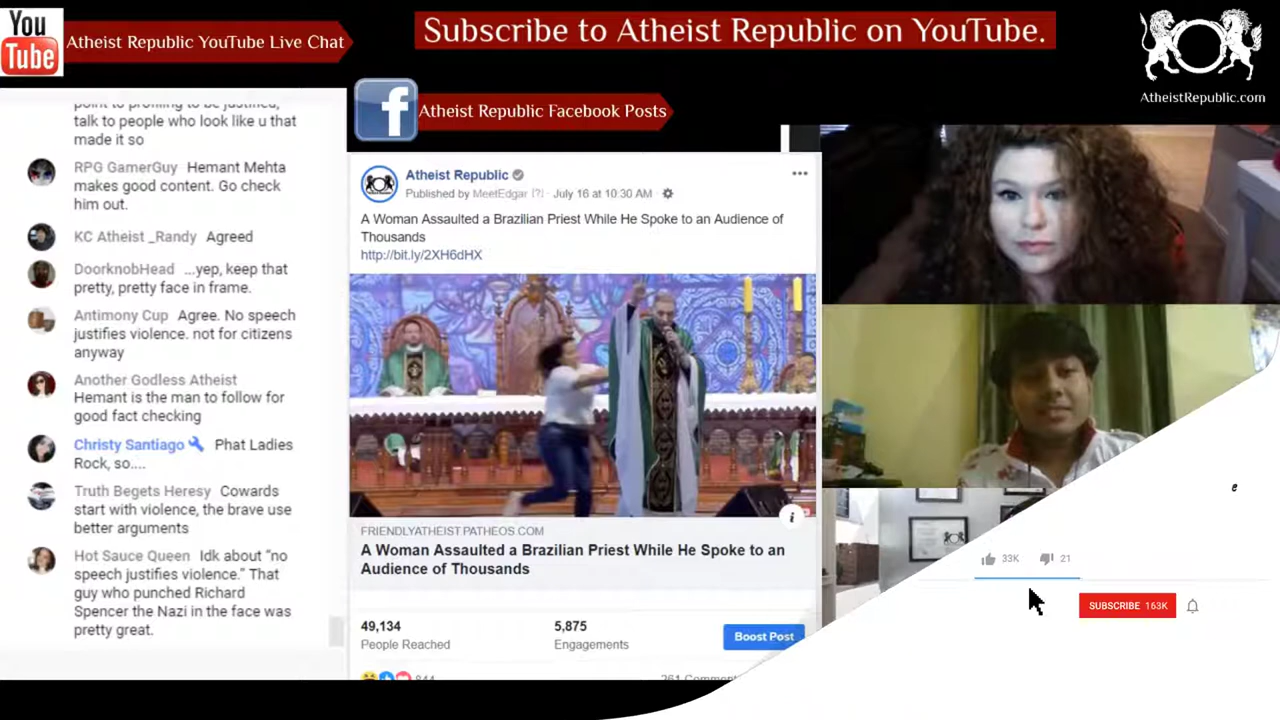 You
Tube
Atheist Republic YouTube Live Chat
Subscribe to Atheist Republic on YouTube.
AtheistRepublic.com
f
Atheist Republic Facebook Posts
point to profiling to be justified,
talk to people who look like u that
made it so
RPG GamerGuy Hemant Mehta
makes good content. Go check
him out.
KC Atheist _Randy Agreed
DoorknobHead ...yep, keep that
pretty, pretty face in frame.
Antimony Cup Agree. No speech
justifies violence. not for citizens
anyway
Another Godless Atheist
Hemant is the man to follow for
good fact checking
Christy Santiago Phat Ladies
Rock, so....
Truth Begets Heresy Cowards
start with violence, the brave use
better arguments
Hot Sauce Queen Idk about "no
speech justifies violence." That
guy who punched Richard
Spencer the Nazi in the face was
pretty great.
Atheist Republic
Published by MeetEdgar [?] · July 16 at 10:30 AM ·
A Woman Assaulted a Brazilian Priest While He Spoke to an Audience of
Thousands
http://bit.ly/2XH6dHX
i
FRIENDLYATHEIST.PATHEOS.COM
A Woman Assaulted a Brazilian Priest While He Spoke to an
Audience of Thousands
49,134
People Reached
5,875
Engagements
Boost Post
844
261 Comment
e
33K
21
SUBSCRIBE 163K